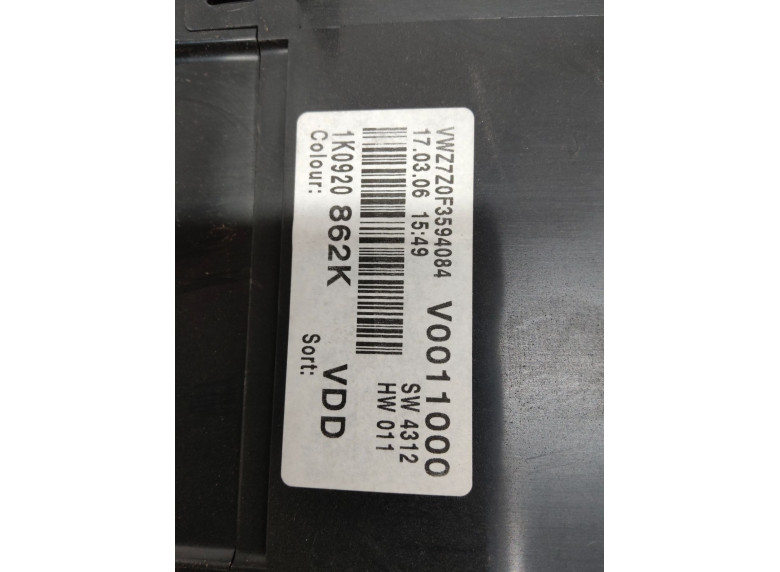 VWZ7Z0F3594084 V0011000
17.03.06 15:49 SW 4312
HW 011
1K0920 862K VDD
Colour: Sort: